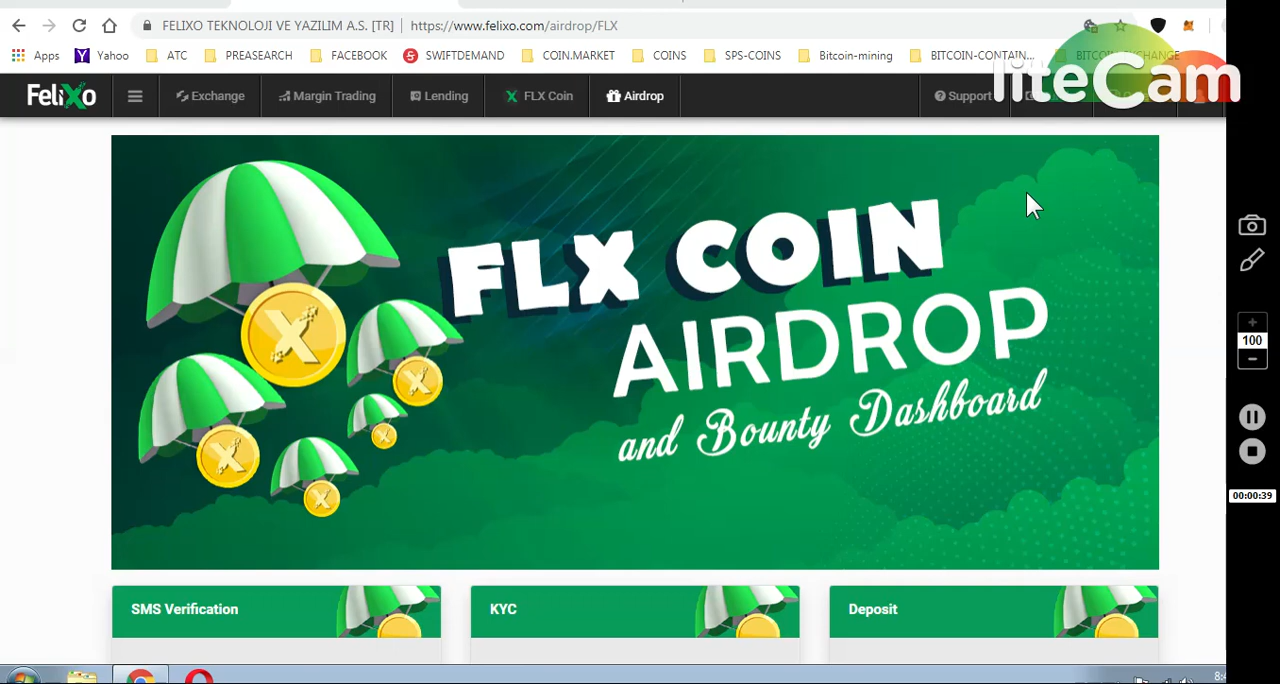 FELIXO TEKNOLOJI VE YAZILIM A.S. [TR] | https://www.felixo.com/airdrop/FLX
Apps Yahoo ATC PREASEARCH FACEBOOK SWIFTDEMAND COIN.MARKET COINS SPS-COINS Bitcoin-mining BITCOIN-CONTAIN... BITCOIN-EXCHANGE
liteCam
FeliXo Exchange Margin Trading Lending FLX Coin Airdrop Support
FLX COIN
AIRDROP
and Bounty Dashboard
100
00:00:39
SMS Verification KYC Deposit